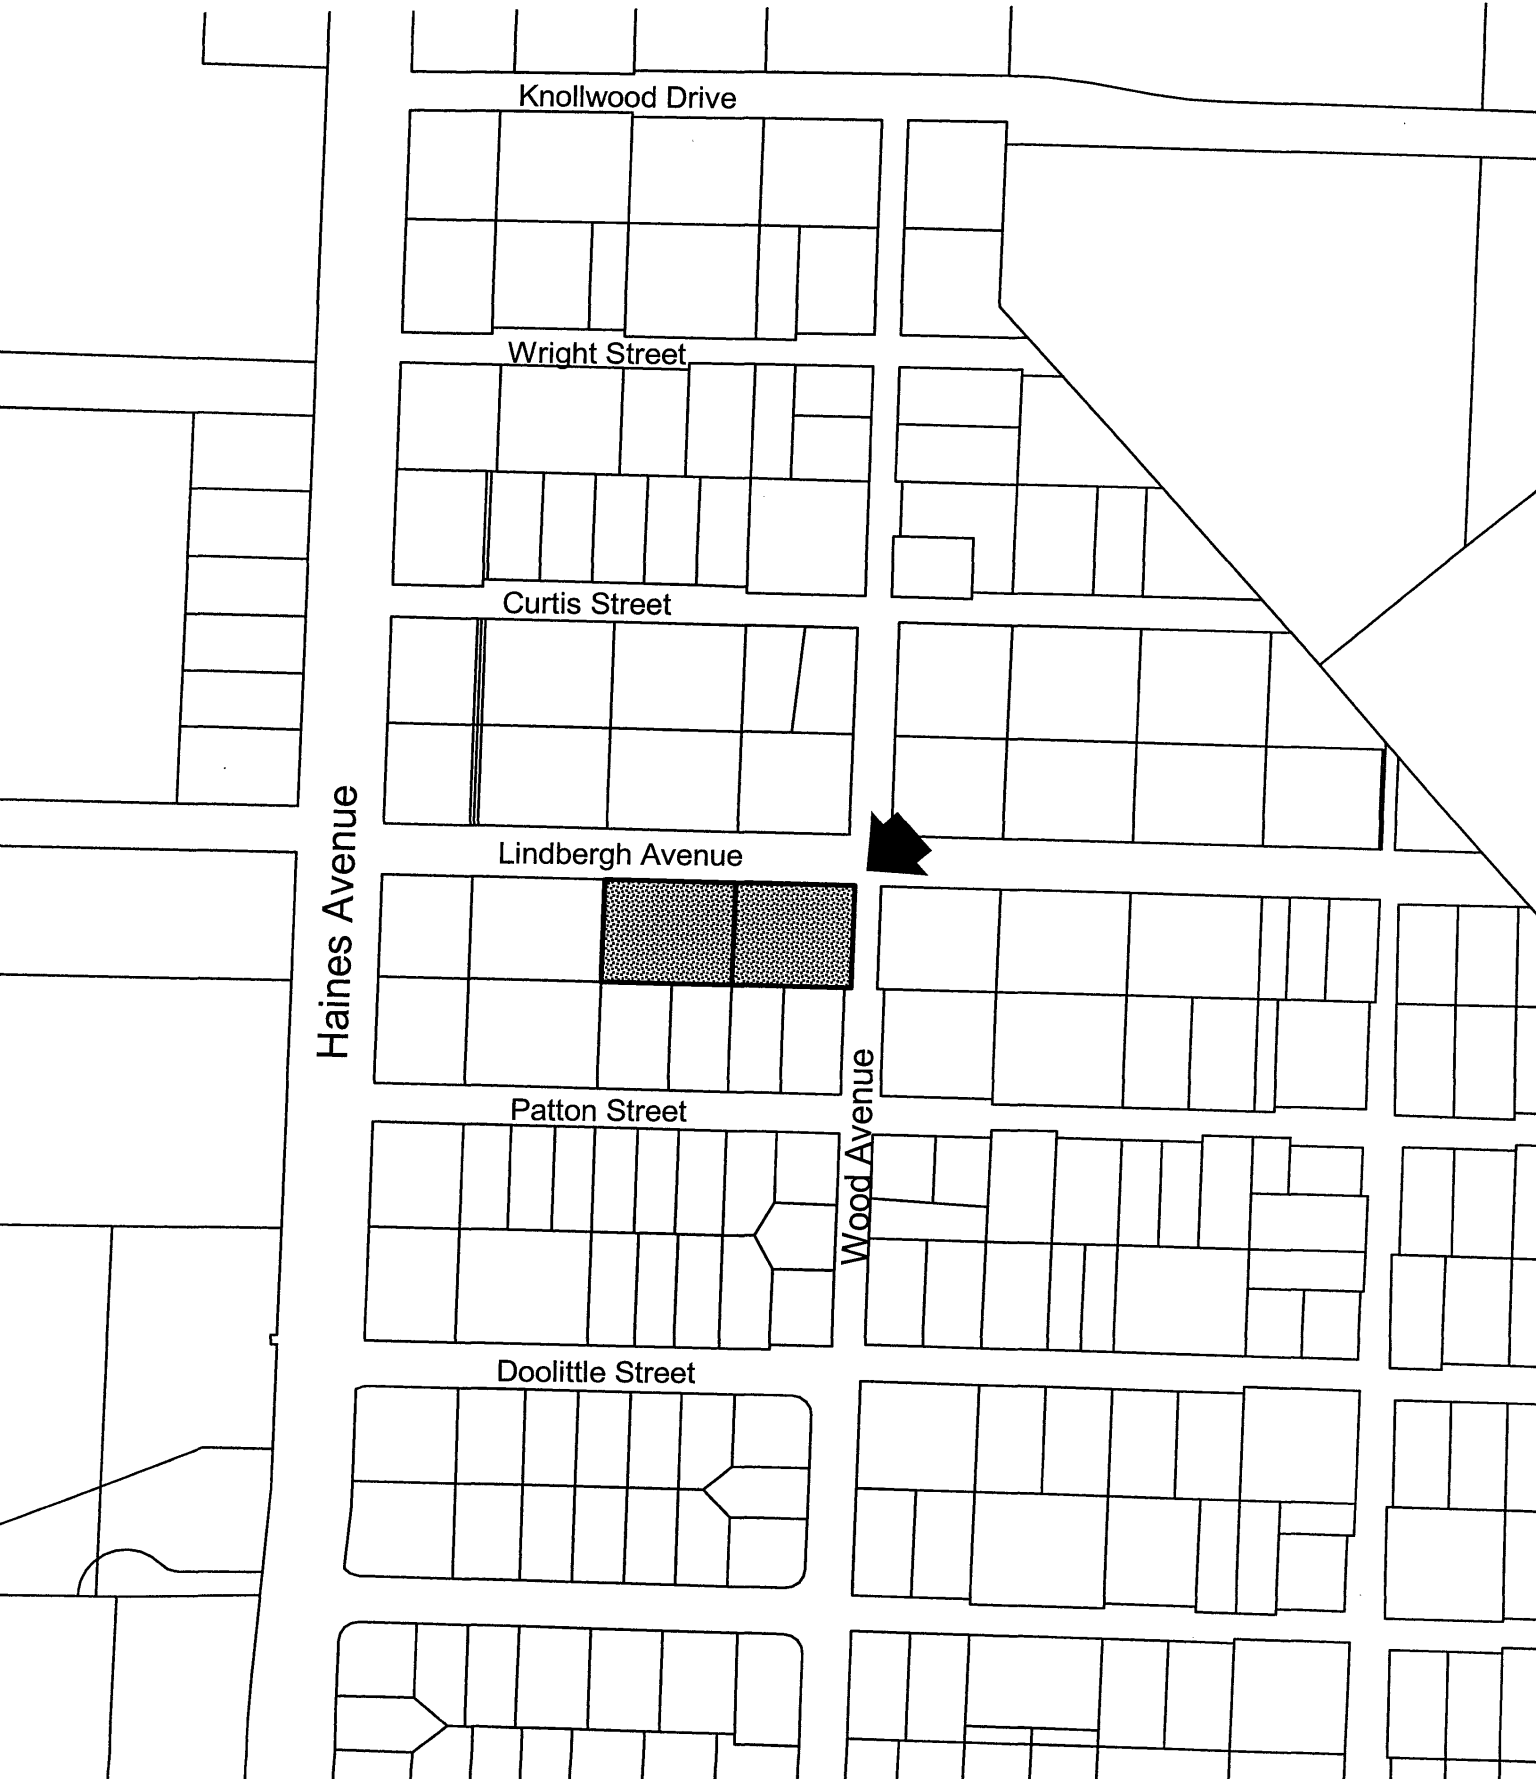 Knollwood Drive
Wright Street
Curtis Street
Lindbergh Avenue
Haines Avenue
Patton Street
Wood Avenue
Doolittle Street